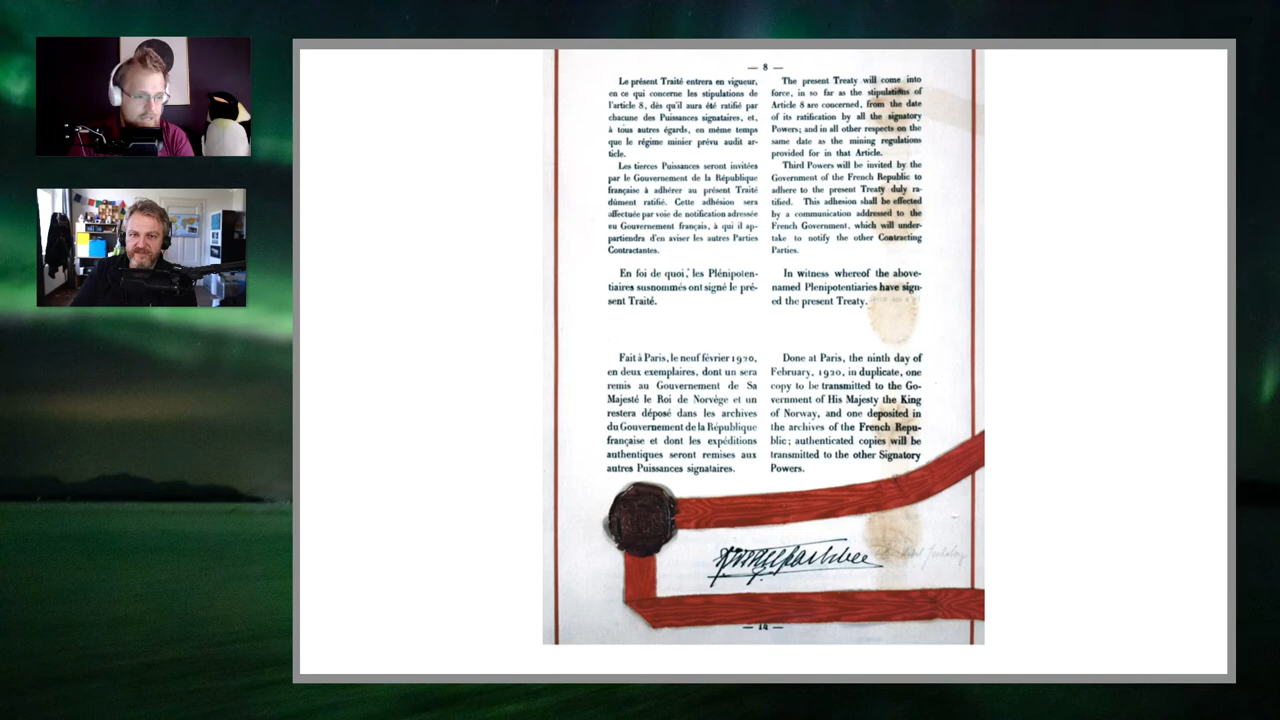 — 8 —
Le présent Traité entrera en vigueur,
en ce qui concerne les stipulations de
l'article 8, dès qu'il aura été ratifié par
chacune des Puissances signataires, et,
à tous autres égards, en même temps
que le régime minier prévu audit ar-
ticle.
Les tierces Puissances seront invitées
par le Gouvernement de la République
française à adhérer au présent Traité
dûment ratifié. Cette adhésion sera
effectuée par voie de notification adressée
au Gouvernement français, à qui il ap-
partiendra d'en aviser les autres Parties
Contractantes.
En foi de quoi, les Plénipoten-
tiaires susnommés ont signé le pré-
sent Traité.
Fait à Paris, le neuf février 1920,
en deux exemplaires, dont un sera
remis au Gouvernement de Sa
Majesté le Roi de Norvège et un
restera déposé dans les archives
du Gouvernement de la République
française et dont les expéditions
authentiques seront remises aux
autres Puissances signataires.
The present Treaty will come into
force, in so far as the stipulations of
Article 8 are concerned, from the date
of its ratification by all the signatory
Powers; and in all other respects on the
same date as the mining regulations
provided for in that Article.
Third Powers will be invited by the
Government of the French Republic to
adhere to the present Treaty duly ra-
tified. This adhesion shall be effected
by a communication addressed to the
French Government, which will under-
take to notify the other Contracting
Parties.
In witness whereof the above-
named Plenipotentiaries have sign-
ed the present Treaty.
Done at Paris, the ninth day of
February, 1920, in duplicate, one
copy to be transmitted to the Go-
vernment of His Majesty the King
of Norway, and one deposited in
the archives of the French Repu-
blic; authenticated copies will be
transmitted to the other Signatory
Powers.